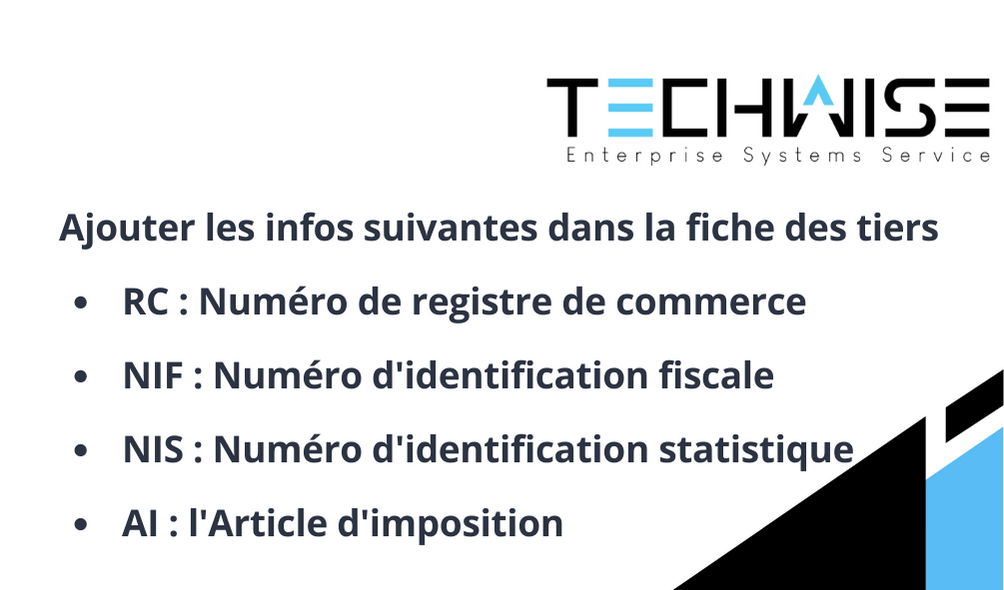 TECHWISE
Enterprise Systems Service
Ajouter les infos suivantes dans la fiche des tiers
• RC : Numéro de registre de commerce
• NIF : Numéro d'identification fiscale
• NIS : Numéro d'identification statistique
• AI : l'Article d'imposition